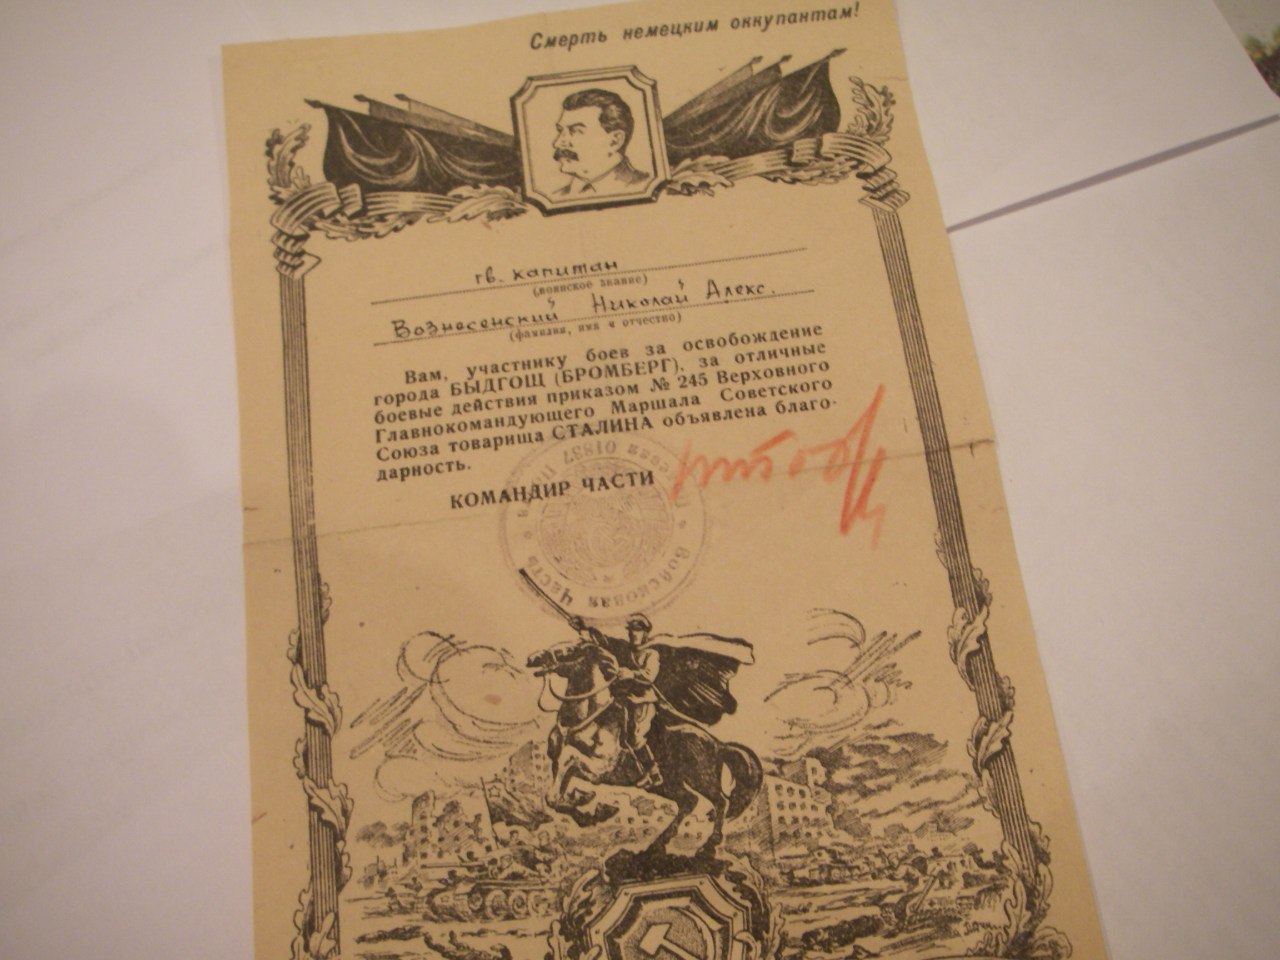 Смерть немецким оккупантам!
гв. капитан
(воинское звание)
Вознесенский Николай Алекс.
(фамилия, имя и отчество)
Вам, участнику боев за освобождение
города БЫДГОЩ (БРОМБЕРГ), за отличные
боевые действия приказом № 245 Верховного
Главнокомандующего Маршала Советского
Союза товарища СТАЛИНА объявлена благо-
дарность.
КОМАНДИР ЧАСТИ
Войсковая часть
01837